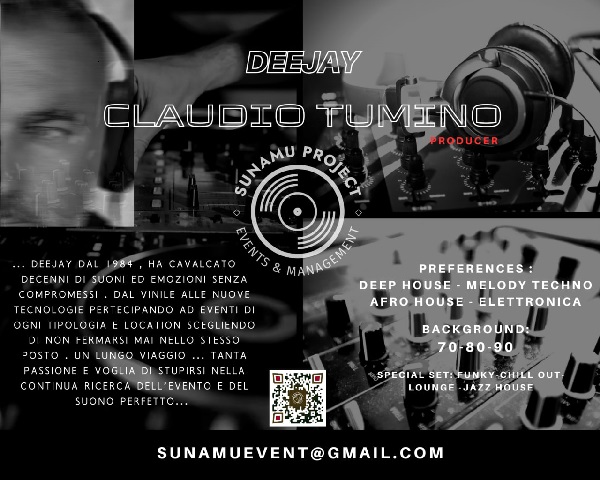 DEEJAY
CLAUDIO TUMINO
PRODUCER
SUNAMU PROJECT
EVENTS & MANAGEMENT
... DEEJAY DAL 1984 , HA CAVALCATO
DECENNI DI SUONI ED EMOZIONI SENZA
COMPROMESSI . DAL VINILE ALLE NUOVE
TECNOLOGIE PERTECIPANDO AD EVENTI DI
OGNI TIPOLOGIA E LOCATION SCEGLIENDO
DI NON FERMARSI MAI NELLO STESSO
POSTO . UN LUNGO VIAGGIO ... TANTA
PASSIONE E VOGLIA DI STUPIRSI NELLA
CONTINUA RICERCA DELL'EVENTO E DEL
SUONO PERFETTO...
PREFERENCES :
DEEP HOUSE - MELODY TECHNO
AFRO HOUSE - ELETTRONICA
BACKGROUND:
70-80-90
SPECIAL SET: FUNKY-CHILL OUT-
LOUNGE -JAZZ HOUSE
SUNAMUEVENT@GMAIL.COM